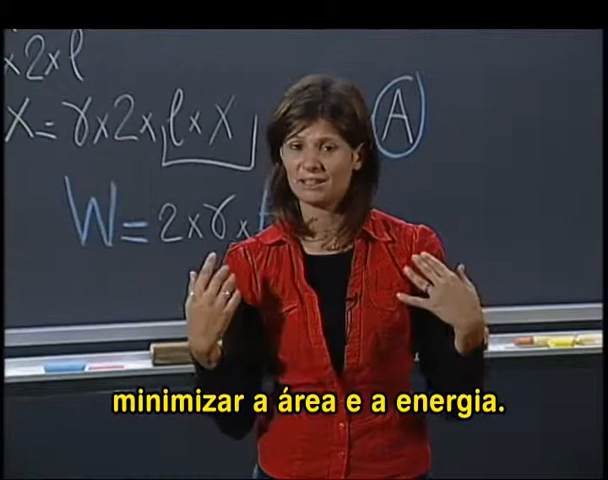 x2xl
X=γx2xlxX
A
W=2xγx
minimizar a área e a energia.